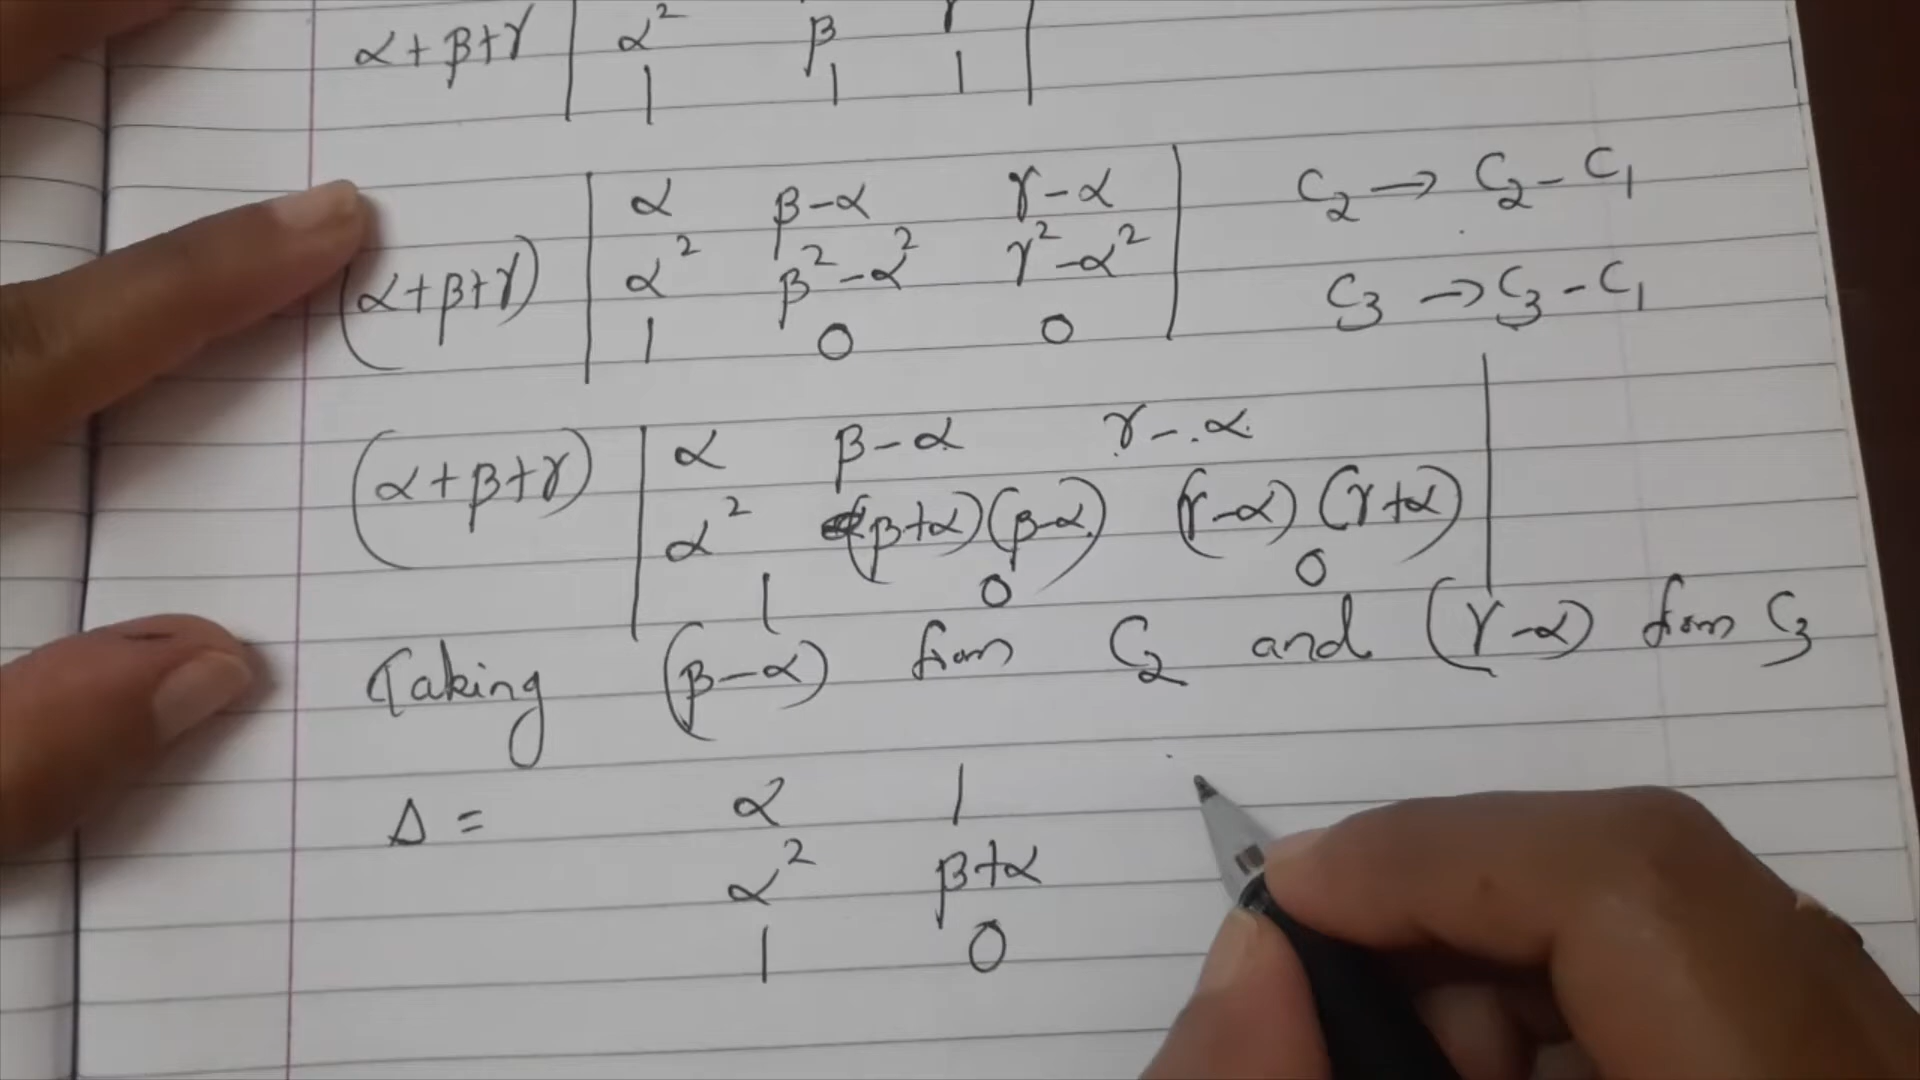 α+β+γ | α² β γ |
1 1 1
| α β-α γ-α | C₂ → C₂ - C₁
(α+β+γ) | α² β²-α² γ²-α² |
| 1 0 0 | C₃ → C₃ - C₁
(α+β+γ) | α β-α γ-α |
| α² (β+α)(β-α) (γ-α)(γ+α) |
1 0 0
Taking (β-α) from C₂ and (γ-α) from C₃
Δ = α 1
α² β+α
1 0